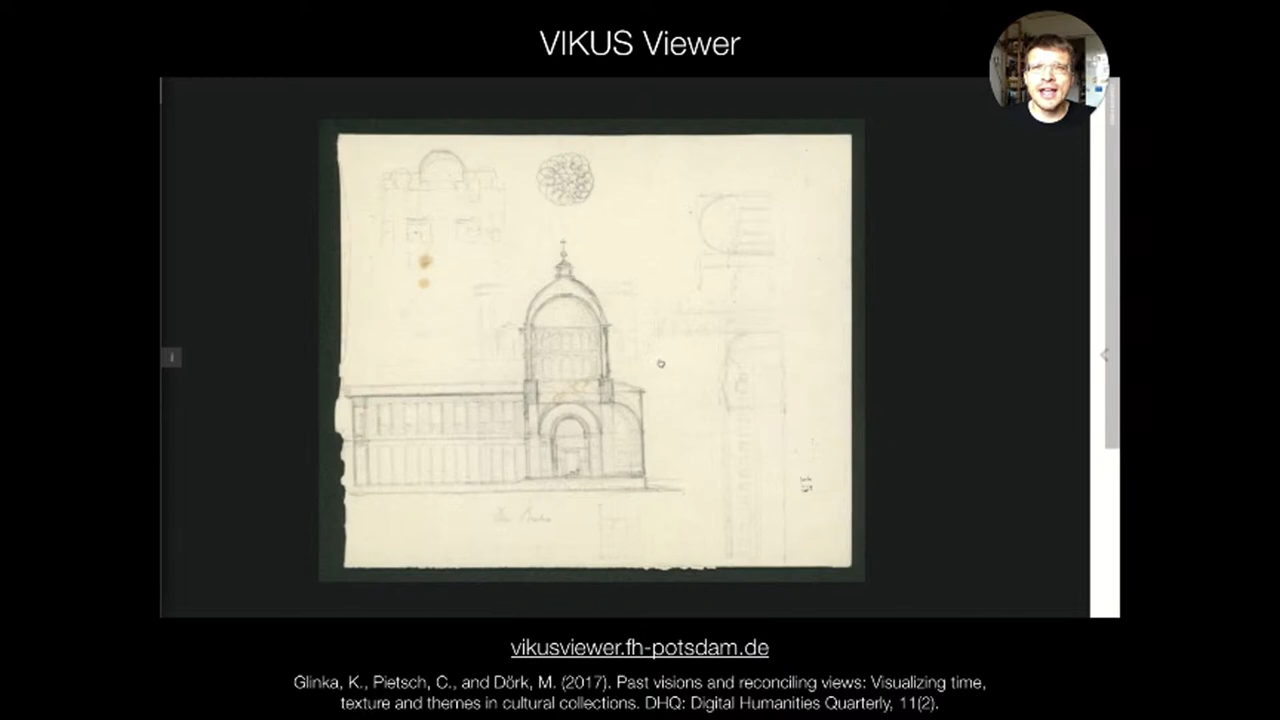 VIKUS Viewer
i
15
vikusviewer.fh-potsdam.de
Glinka, K., Pietsch, C., and Dörk, M. (2017). Past visions and reconciling views: Visualizing time,
texture and themes in cultural collections. DHQ: Digital Humanities Quarterly, 11(2).